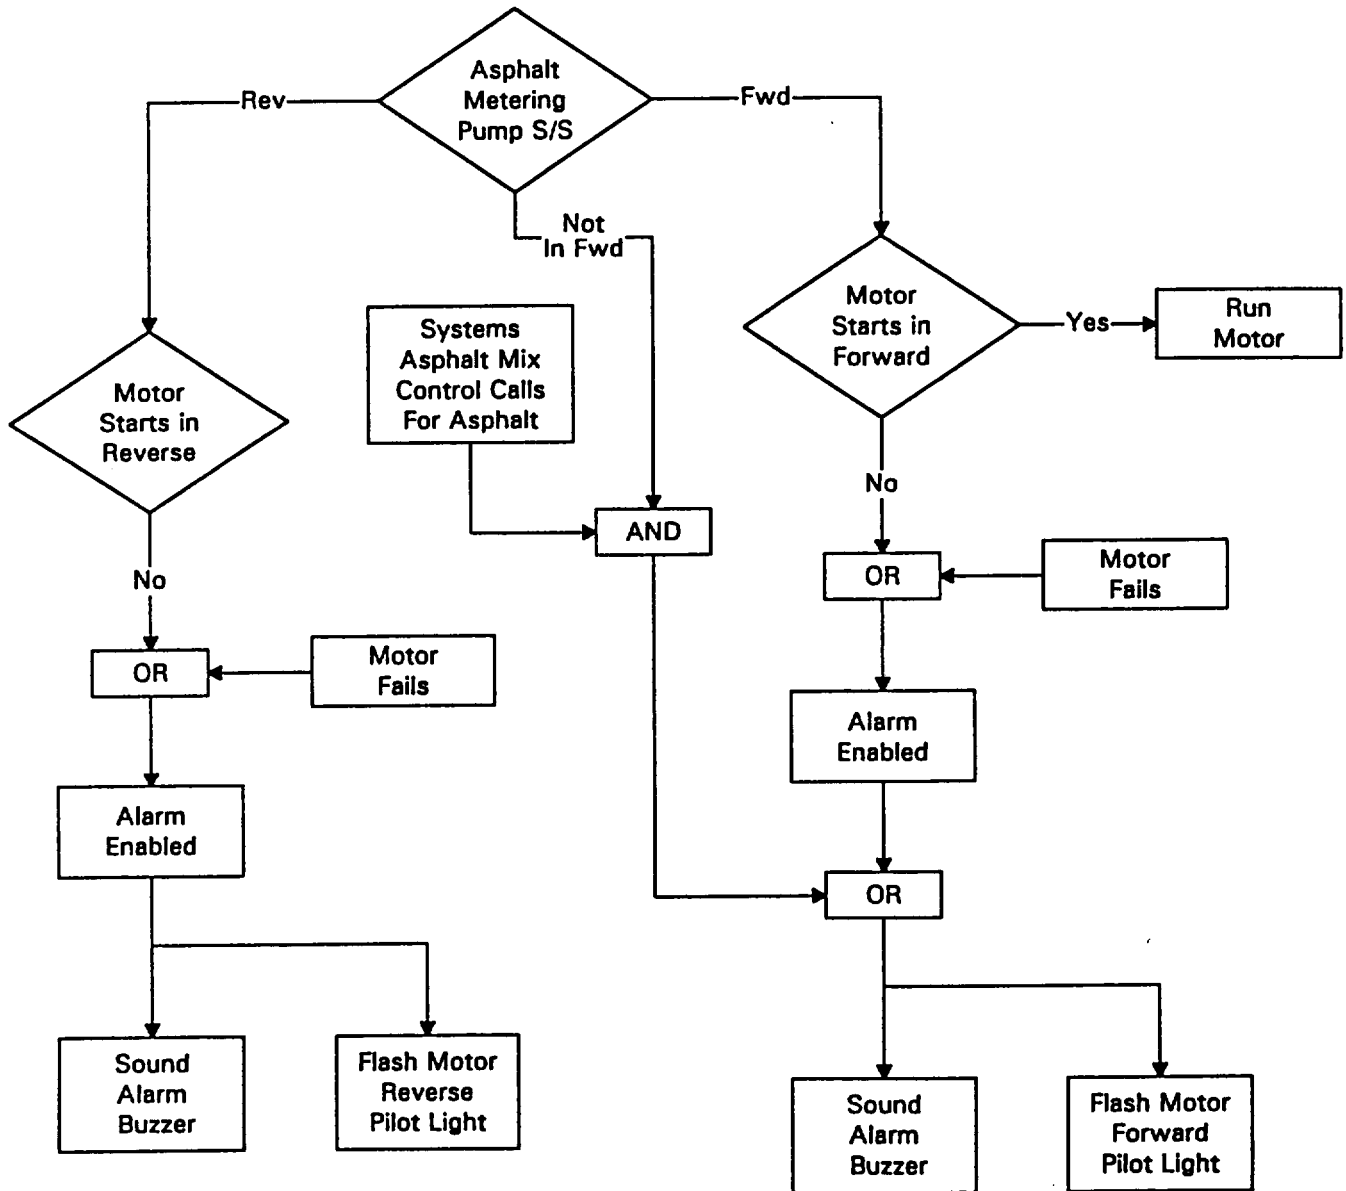 Asphalt
Metering
Pump S/S
Rev
Fwd
Not
In Fwd
Systems
Asphalt Mix
Control Calls
For Asphalt
Motor
Starts in
Forward
Yes
Run
Motor
Motor
Starts in
Reverse
AND
No
OR
Motor
Fails
No
OR
Motor
Fails
Alarm
Enabled
Alarm
Enabled
OR
Sound
Alarm
Buzzer
Flash Motor
Reverse
Pilot Light
Sound
Alarm
Buzzer
Flash Motor
Forward
Pilot Light